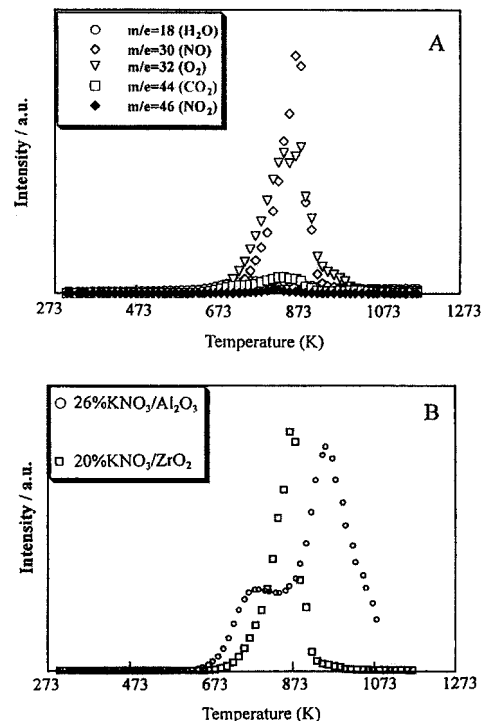 A
m/e=18 (H₂O)
m/e=30 (NO)
m/e=32 (O₂)
m/e=44 (CO₂)
m/e=46 (NO₂)
Intensity / a.u.
273 473 673 873 1073 1273
Temperature (K)
B
26%KNO₃/Al₂O₃
20%KNO₃/ZrO₂
Intensity / a.u.
273 473 673 873 1073 1273
Temperature (K)